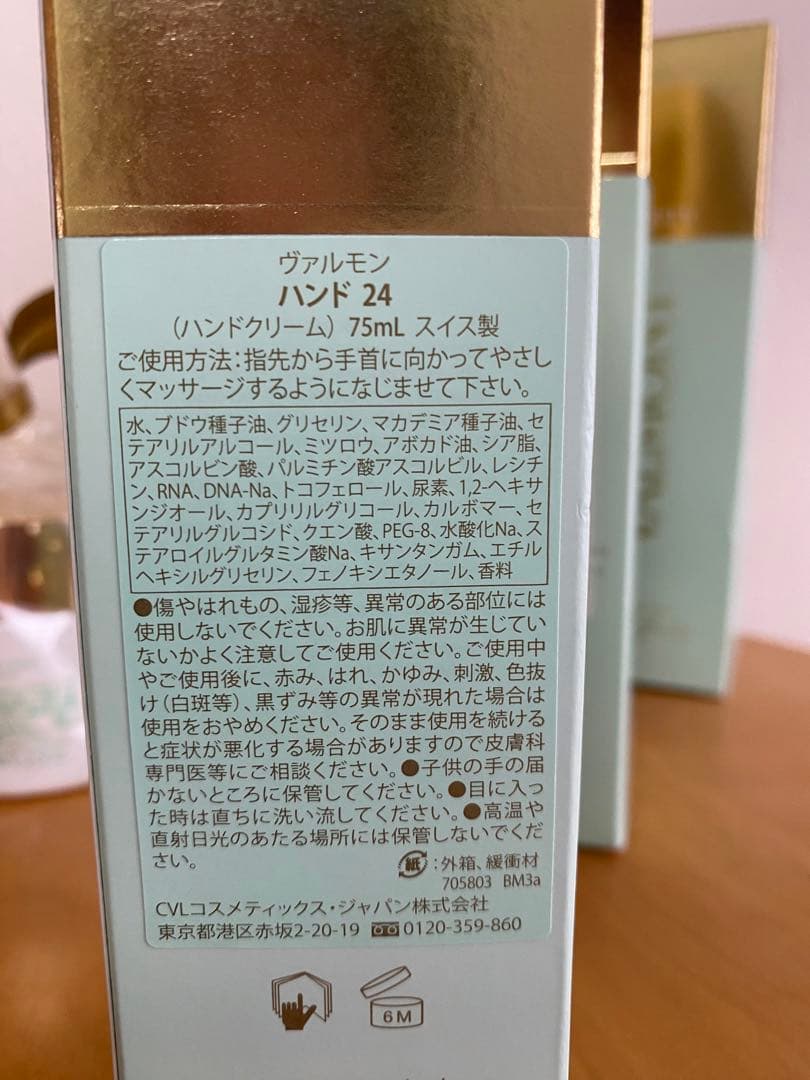 ヴァルモン
ハンド 24
（ハンドクリーム） 75mL スイス製
ご使用方法：指先から手首に向かってやさし
くマッサージするようになじませて下さい。
水、ブドウ種子油、グリセリン、マカデミア種子油、セ
テアリルアルコール、ミツロウ、アボカド油、シア脂、
アスコルビン酸、パルミチン酸アスコルビル、レシチ
ン、RNA、DNA-Na、トコフェロール、尿素、1,2-ヘキサ
ンジオール、カプリリルグリコール、カルボマー、セ
テアリルグルコシド、クエン酸、PEG-8、水酸化Na、ス
テアロイルグルタミン酸Na、キサンタンガム、エチル
ヘキシルグリセリン、フェノキシエタノール、香料
●傷やはれもの、湿疹等、異常のある部位には
使用しないでください。お肌に異常が生じてい
ないかよく注意してご使用ください。ご使用中
やご使用後に、赤み、はれ、かゆみ、刺激、色抜
け（白斑等）、黒ずみ等の異常が現れた場合は
使用をおやめください。そのまま使用を続ける
と症状が悪化する場合がありますので皮膚科
専門医等にご相談ください。●子供の手の届
かないところに保管してください。●目に入っ
た時は直ちに洗い流してください。●高温や
直射日光のあたる場所には保管しないでくだ
さい。
紙：外箱、緩衝材
705803 BM3a
CVLコスメティックス・ジャパン株式会社
東京都港区赤坂2-20-19 0120-359-860
6M